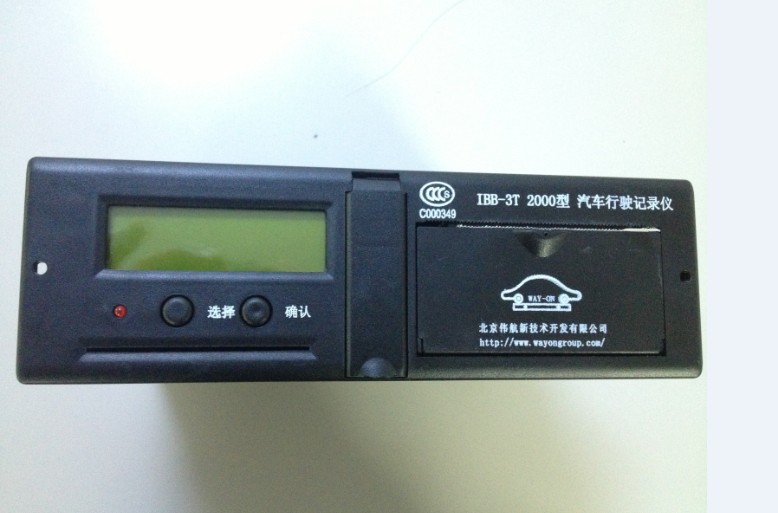 CCC S
C000349
IBB-3T 2000型 汽车行驶记录仪
WAY-ON
选择
确认
北京伟航新技术开发有限公司
http://www.wayongroup.com/